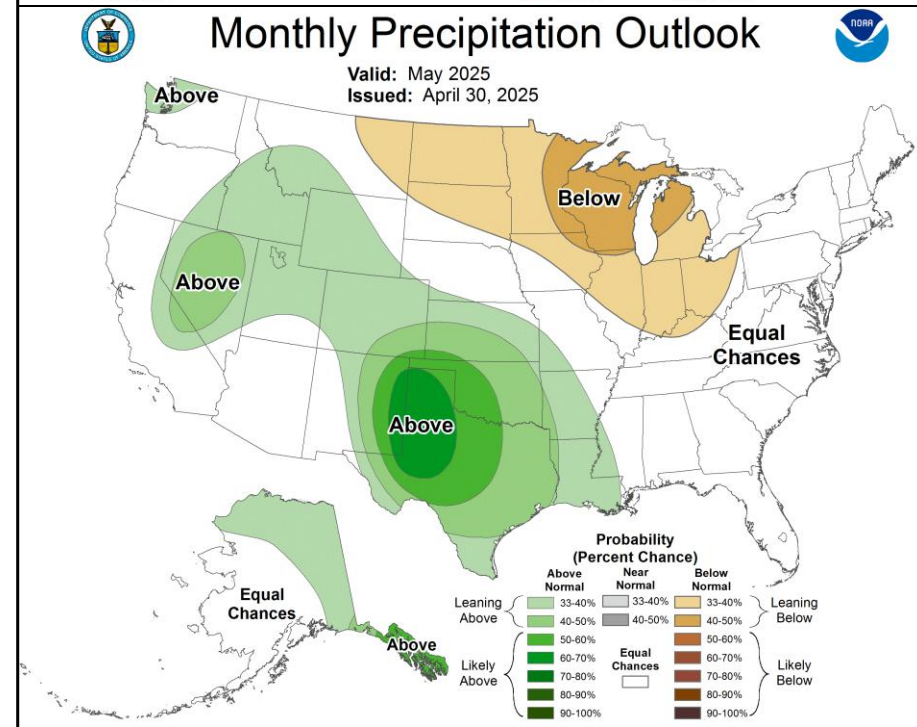 Monthly Precipitation Outlook
NOAA
Valid: May 2025
Issued: April 30, 2025
Above
Below
Above
Equal
Chances
Above
Equal
Chances
Above
Probability
(Percent Chance)
Above
Normal
Near
Normal
Below
Normal
Leaning
Above
33-40%
33-40%
33-40%
Leaning
Below
40-50%
40-50%
40-50%
Likely
Above
50-60%
50-60%
Likely
Below
60-70%
Equal
Chances
60-70%
70-80%
70-80%
80-90%
80-90%
90-100%
90-100%